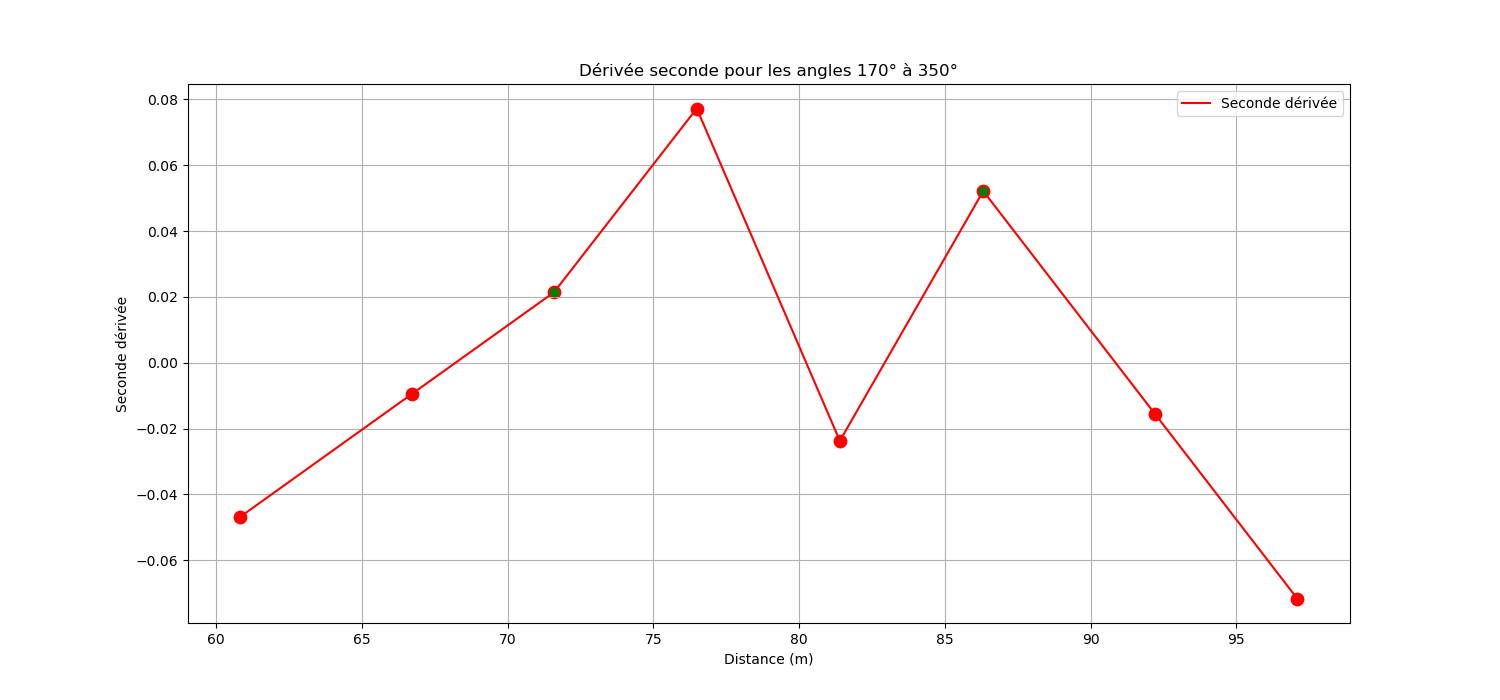 Dérivée seconde pour les angles 170° à 350°
Seconde dérivée
0.08
0.06
0.04
0.02
0.00
−0.02
−0.04
−0.06
Seconde dérivée
60 65 70 75 80 85 90 95
Distance (m)